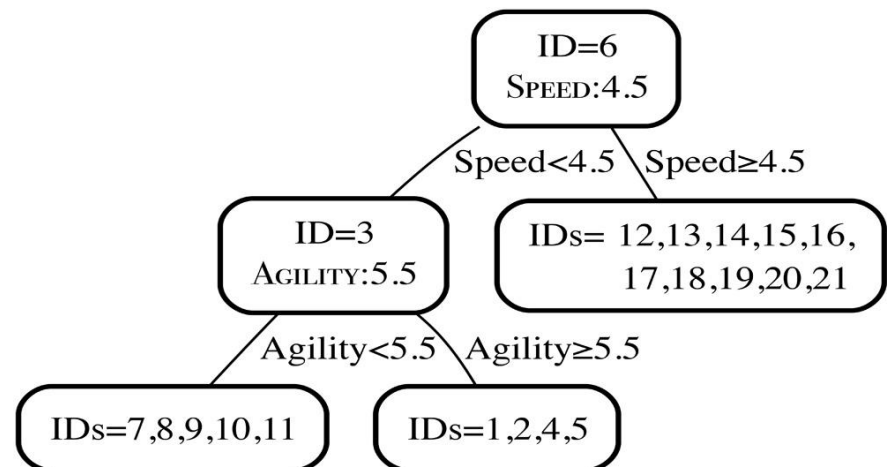 ID=6
SPEED:4.5
Speed<4.5 Speed≥4.5
ID=3
AGILITY:5.5
IDs= 12,13,14,15,16,
17,18,19,20,21
Agility<5.5 Agility≥5.5
IDs=7,8,9,10,11
IDs=1,2,4,5